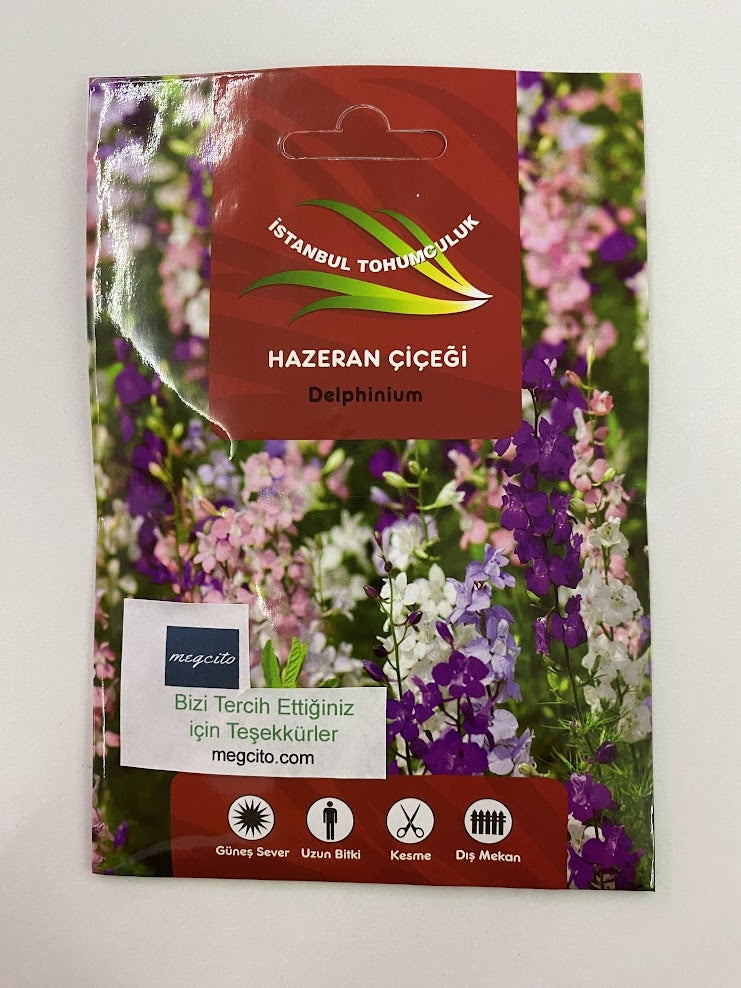 İSTANBUL TOHUMCULUK
HAZERAN ÇİÇEĞİ
Delphinium
megcito
Bizi Tercih Ettiğiniz
için Teşekkürler
megcito.com
Güneş Sever Uzun Bitki Kesme Dış Mekan